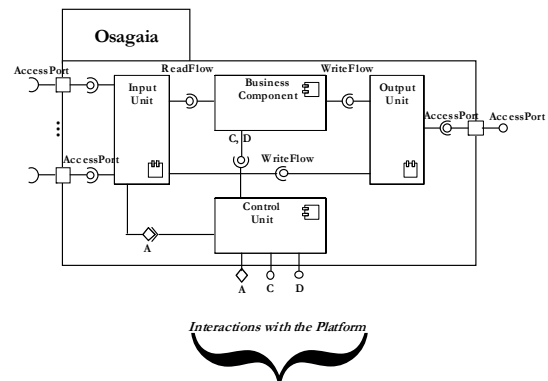 Osagaia
AccessPort
ReadFlow
WriteFlow
Input
Unit
Business
Component
Output
Unit
AccessPort
AccessPort
AccessPort
C, D
WriteFlow
Control
Unit
A
A
C
D
Interactions with the Platform